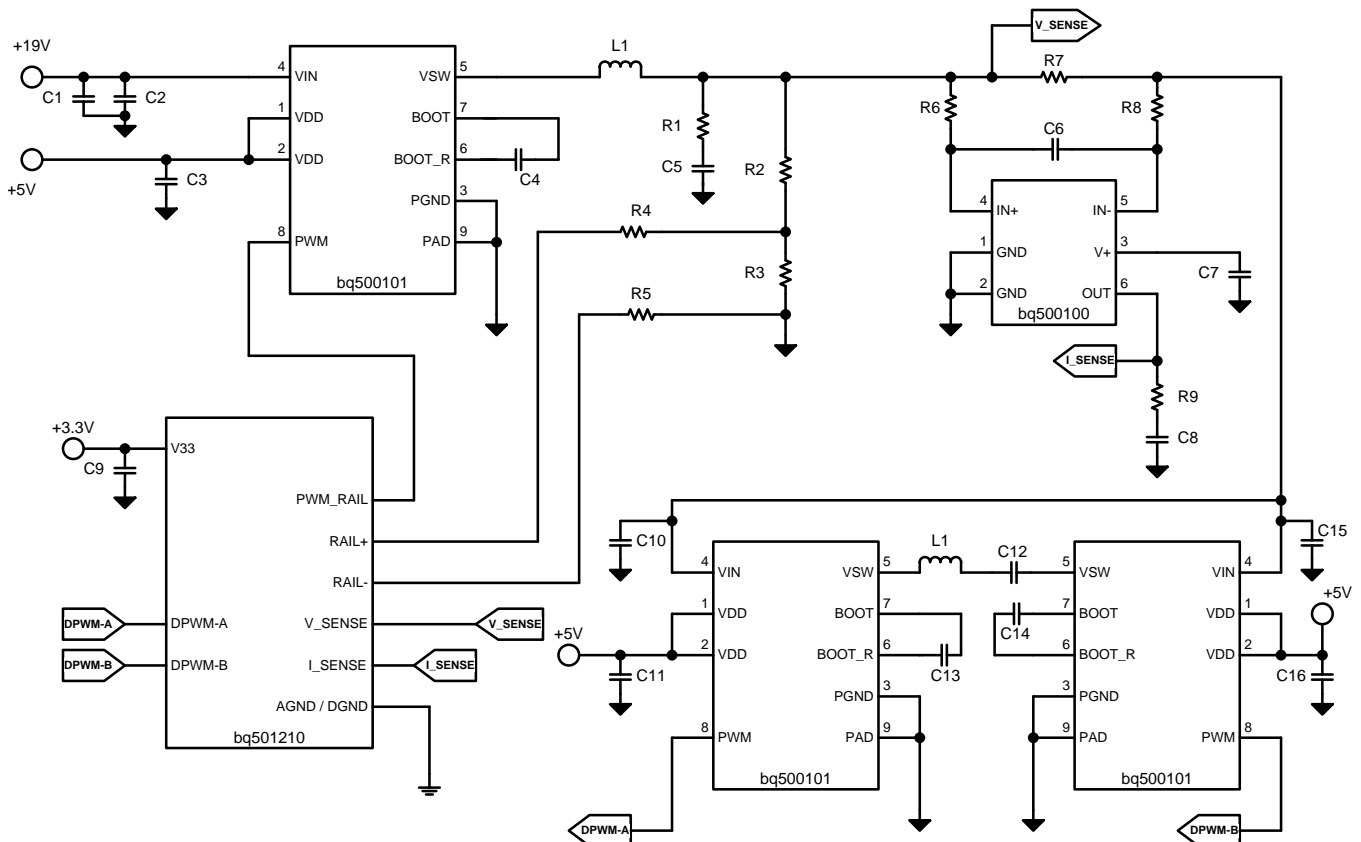 V_SENSE
+19V
L1
R7
4
VIN
VSW
5
C1
C2
R6
R8
1
VDD
BOOT
7
R1
C6
2
VDD
BOOT_R
6
C4
C5
R2
+5V
C3
3
PGND
4
IN+
IN-
5
R4
8
PWM
PAD
9
1
GND
V+
3
R3
C7
bq500101
R5
2
GND
OUT
6
bq500100
I_SENSE
R9
+3.3V
V33
C8
C9
PWM_RAIL
RAIL+
C10
L1
C12
C15
RAIL-
4
VIN
VSW
5
5
VSW
VIN
4
+5V
DPWM-A
DPWM-A
V_SENSE
V_SENSE
1
VDD
BOOT
7
7
BOOT
VDD
1
C14
+5V
DPWM-B
DPWM-B
I_SENSE
I_SENSE
2
VDD
BOOT_R
6
6
BOOT_R
VDD
2
C11
C13
C16
AGND / DGND
PGND
3
3
PGND
bq501210
8
PWM
PAD
9
9
PAD
PWM
8
bq500101
bq500101
DPWM-A
DPWM-B